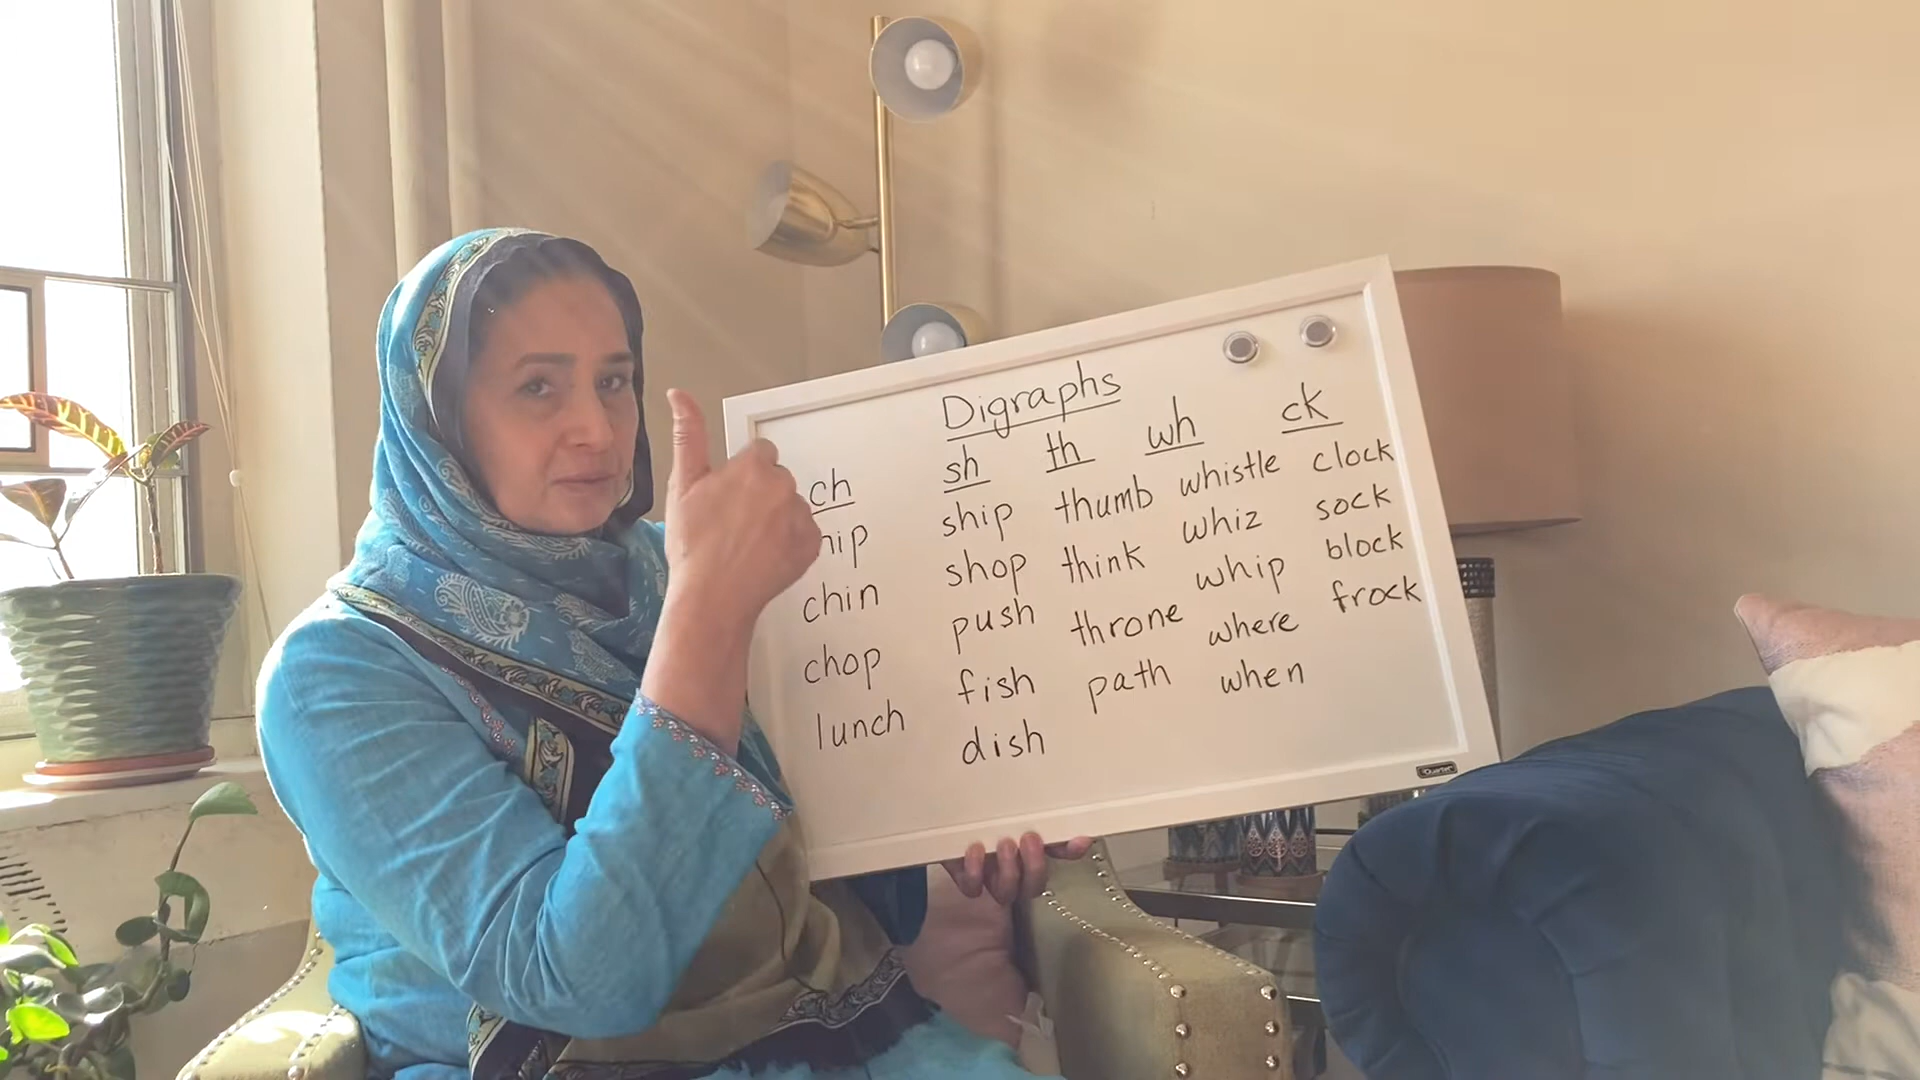 Digraphs
ch sh th wh ck
ship thumb whistle clock
chin shop think whiz sock
chop push throne whip block
lunch fish path where frock
dish when
Quartet